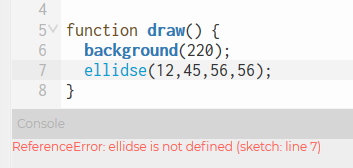 4
5 function draw() {
6 background(220);
7 ellidse(12,45,56,56);
8 }
Console
ReferenceError: ellidse is not defined (sketch: line 7)